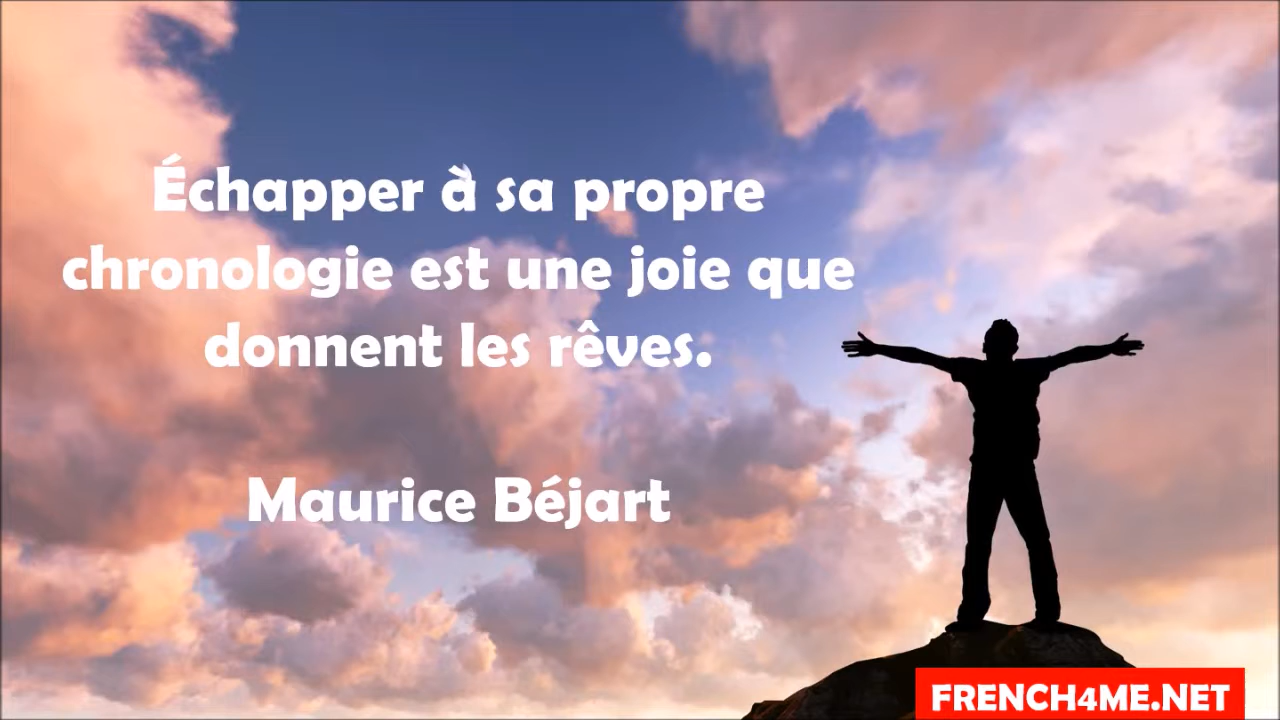 Échapper à sa propre
chronologie est une joie que
donnent les rêves.
Maurice Béjart
FRENCH4ME.NET